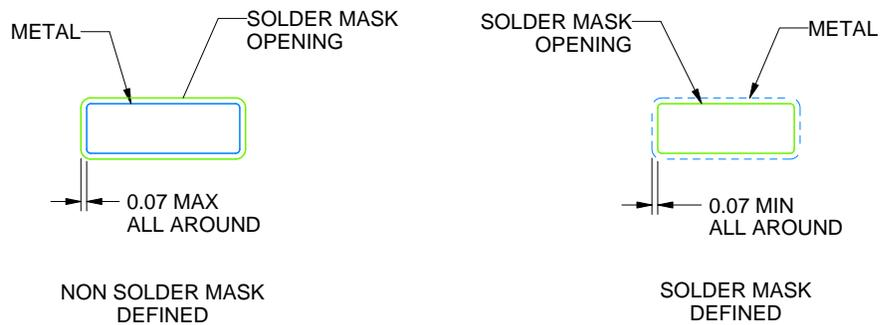 METAL
SOLDER MASK
OPENING
0.07 MAX
ALL AROUND
NON SOLDER MASK
DEFINED
SOLDER MASK
OPENING
METAL
0.07 MIN
ALL AROUND
SOLDER MASK
DEFINED